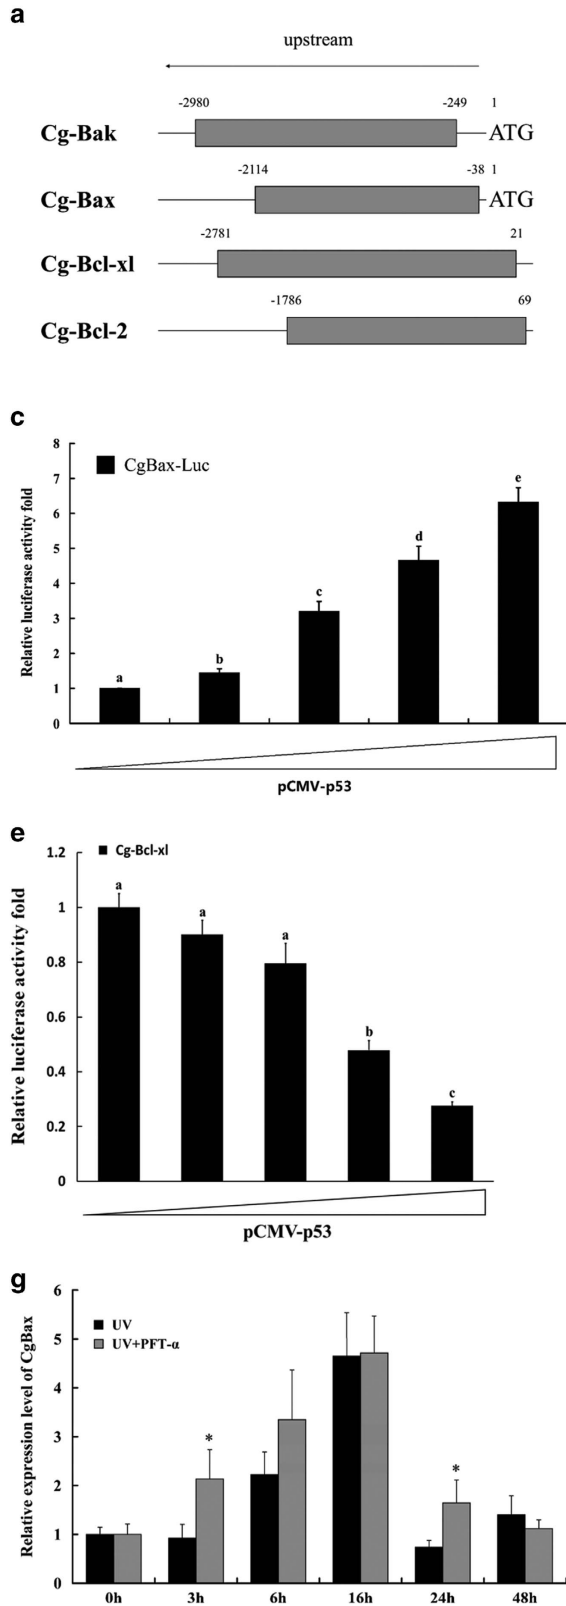 a
upstream
-2980 -249 1
Cg-Bak ATG
-2114 -38 1
Cg-Bax ATG
-2781 21
Cg-Bcl-xl
-1786 69
Cg-Bcl-2
c
CgBax-Luc
Relative luciferase activity fold
8
7
6
5
4
3
2
1
0
a b c d e
pCMV-p53
e
Cg-Bcl-xl
Relative luciferase activity fold
1.2
1
0.8
0.6
0.4
0.2
0
a a a b c
pCMV-p53
g
UV
UV+PFT-α
Relative expression level of CgBax
6
5
4
3
2
1
0
* *
0h 3h 6h 16h 24h 48h